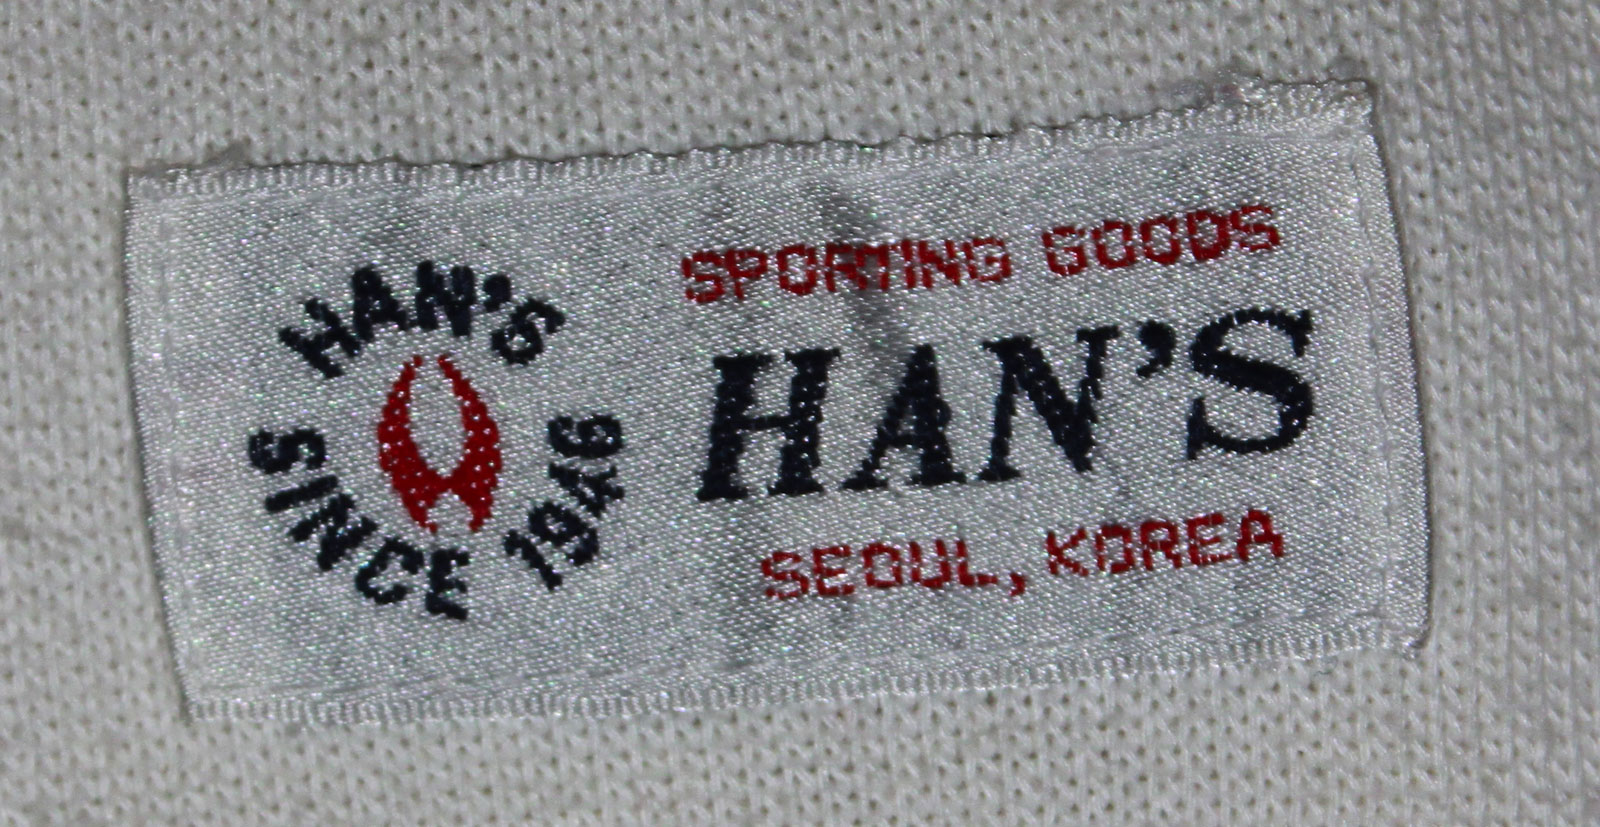 HAN'S
SINCE 1946
SPORTING GOODS
HAN'S
SEOUL, KOREA